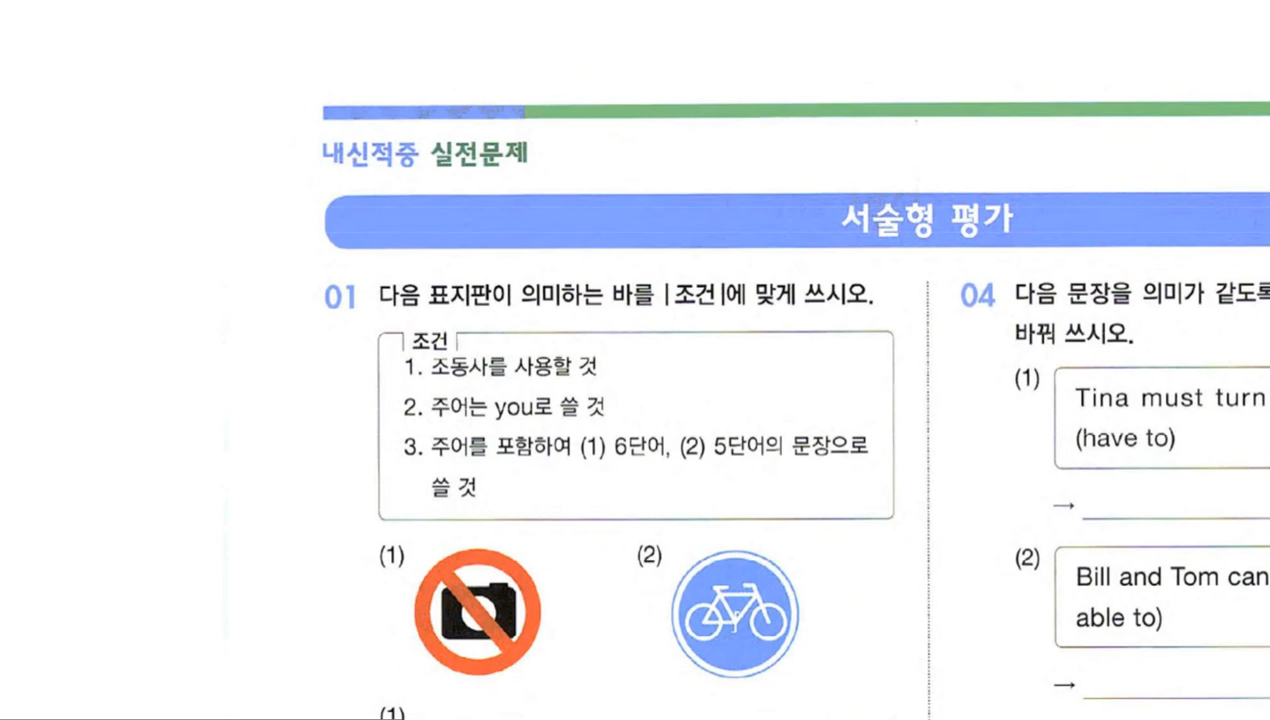 내신적중 실전문제
서술형 평가
01 다음 표지판이 의미하는 바를 |조건|에 맞게 쓰시오.
조건
1. 조동사를 사용할 것
2. 주어는 you로 쓸 것
3. 주어를 포함하여 (1) 6단어, (2) 5단어의 문장으로
쓸 것
(1)
(2)
(1)
04 다음 문장을 의미가 같도록
바꿔 쓰시오.
(1)
Tina must turn
(have to)
→
(2)
Bill and Tom can
able to)
→